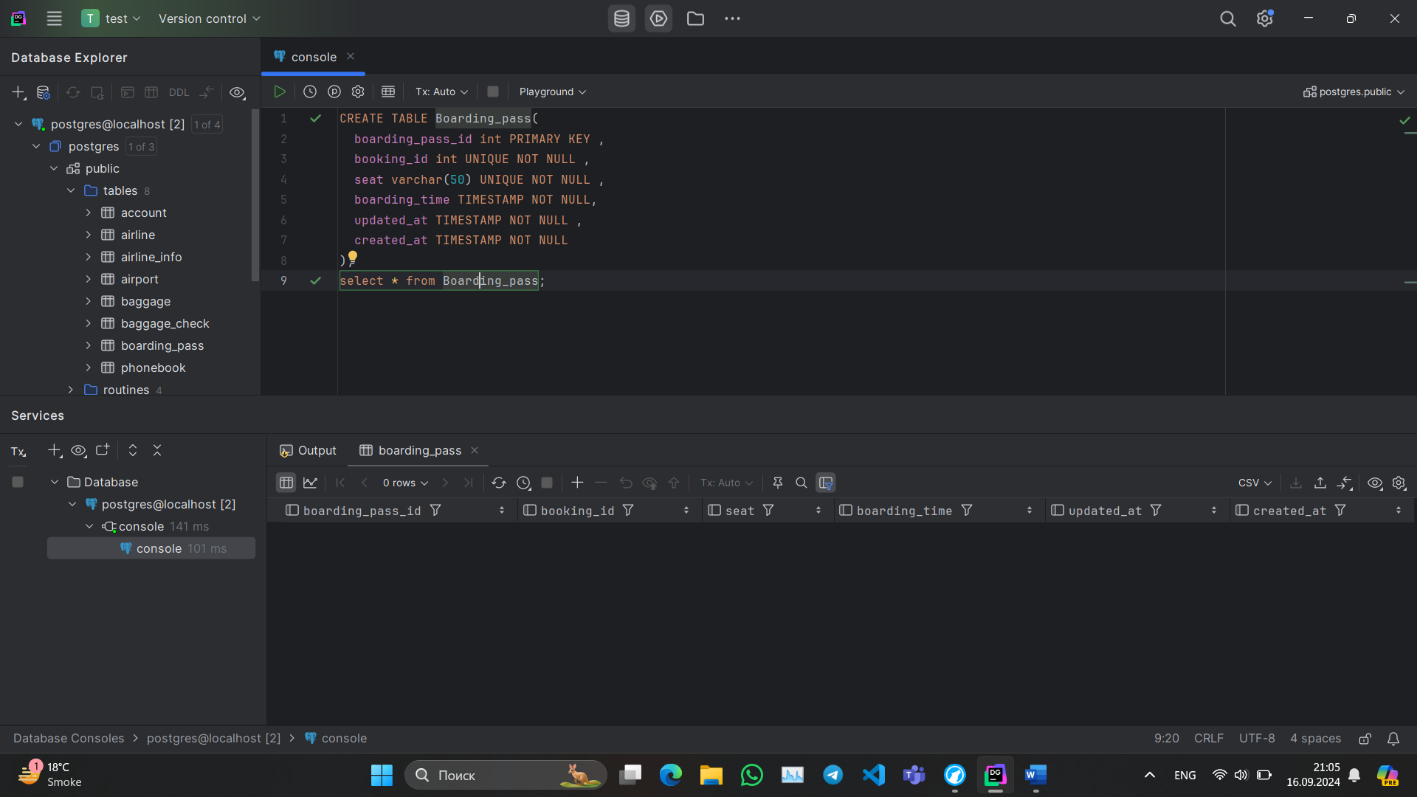 T test Version control
Database Explorer
console
DDL
Tx: Auto Playground postgres.public
postgres@localhost [2] 1 of 4
postgres 1 of 3
public
tables 8
account
airline
airline_info
airport
baggage
baggage_check
boarding_pass
phonebook
routines 4
1 CREATE TABLE Boarding_pass(
2 boarding_pass_id int PRIMARY KEY ,
3 booking_id int UNIQUE NOT NULL ,
4 seat varchar(50) UNIQUE NOT NULL ,
5 boarding_time TIMESTAMP NOT NULL,
6 updated_at TIMESTAMP NOT NULL ,
7 created_at TIMESTAMP NOT NULL
8 )
9 select * from Boarding_pass;
Services
Tx
Database
postgres@localhost [2]
console 141 ms
console 101 ms
Output boarding_pass
0 rows Tx: Auto CSV
boarding_pass_id booking_id seat boarding_time updated_at created_at
Database Consoles > postgres@localhost [2] > console 9:20 CRLF UTF-8 4 spaces
1 18°C
Smoke
Поиск
DG
ENG
21:05
16.09.2024
PRE